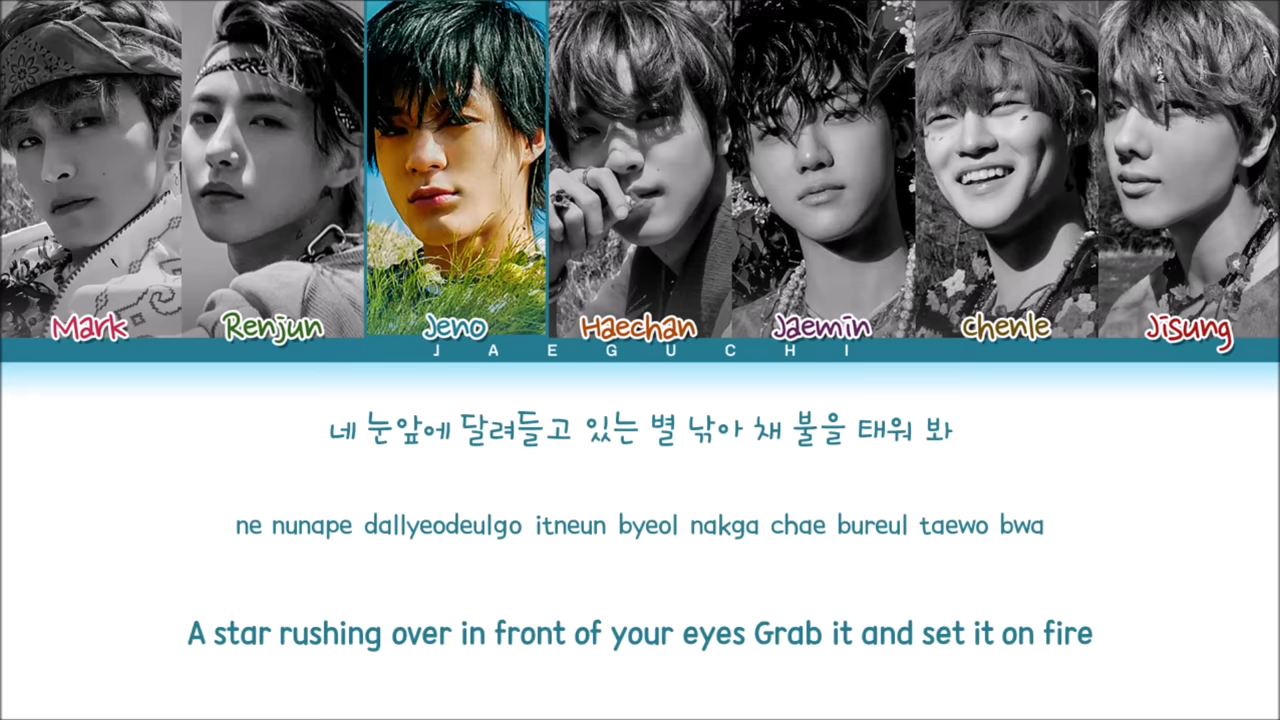 Mark Renjun Jeno Haechan Jaemin Chenle Jisung
JAEGUCHI
네 눈앞에 달려들고 있는 별 낚아 채 불을 태워 봐
ne nunape dallyeodeulgo itneun byeol nakga chae bureul taewo bwa
A star rushing over in front of your eyes Grab it and set it on fire